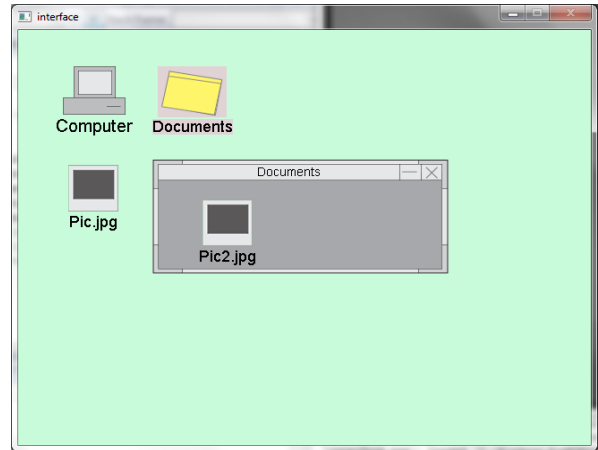 interface
Computer
Documents
Documents
Pic.jpg
Pic2.jpg